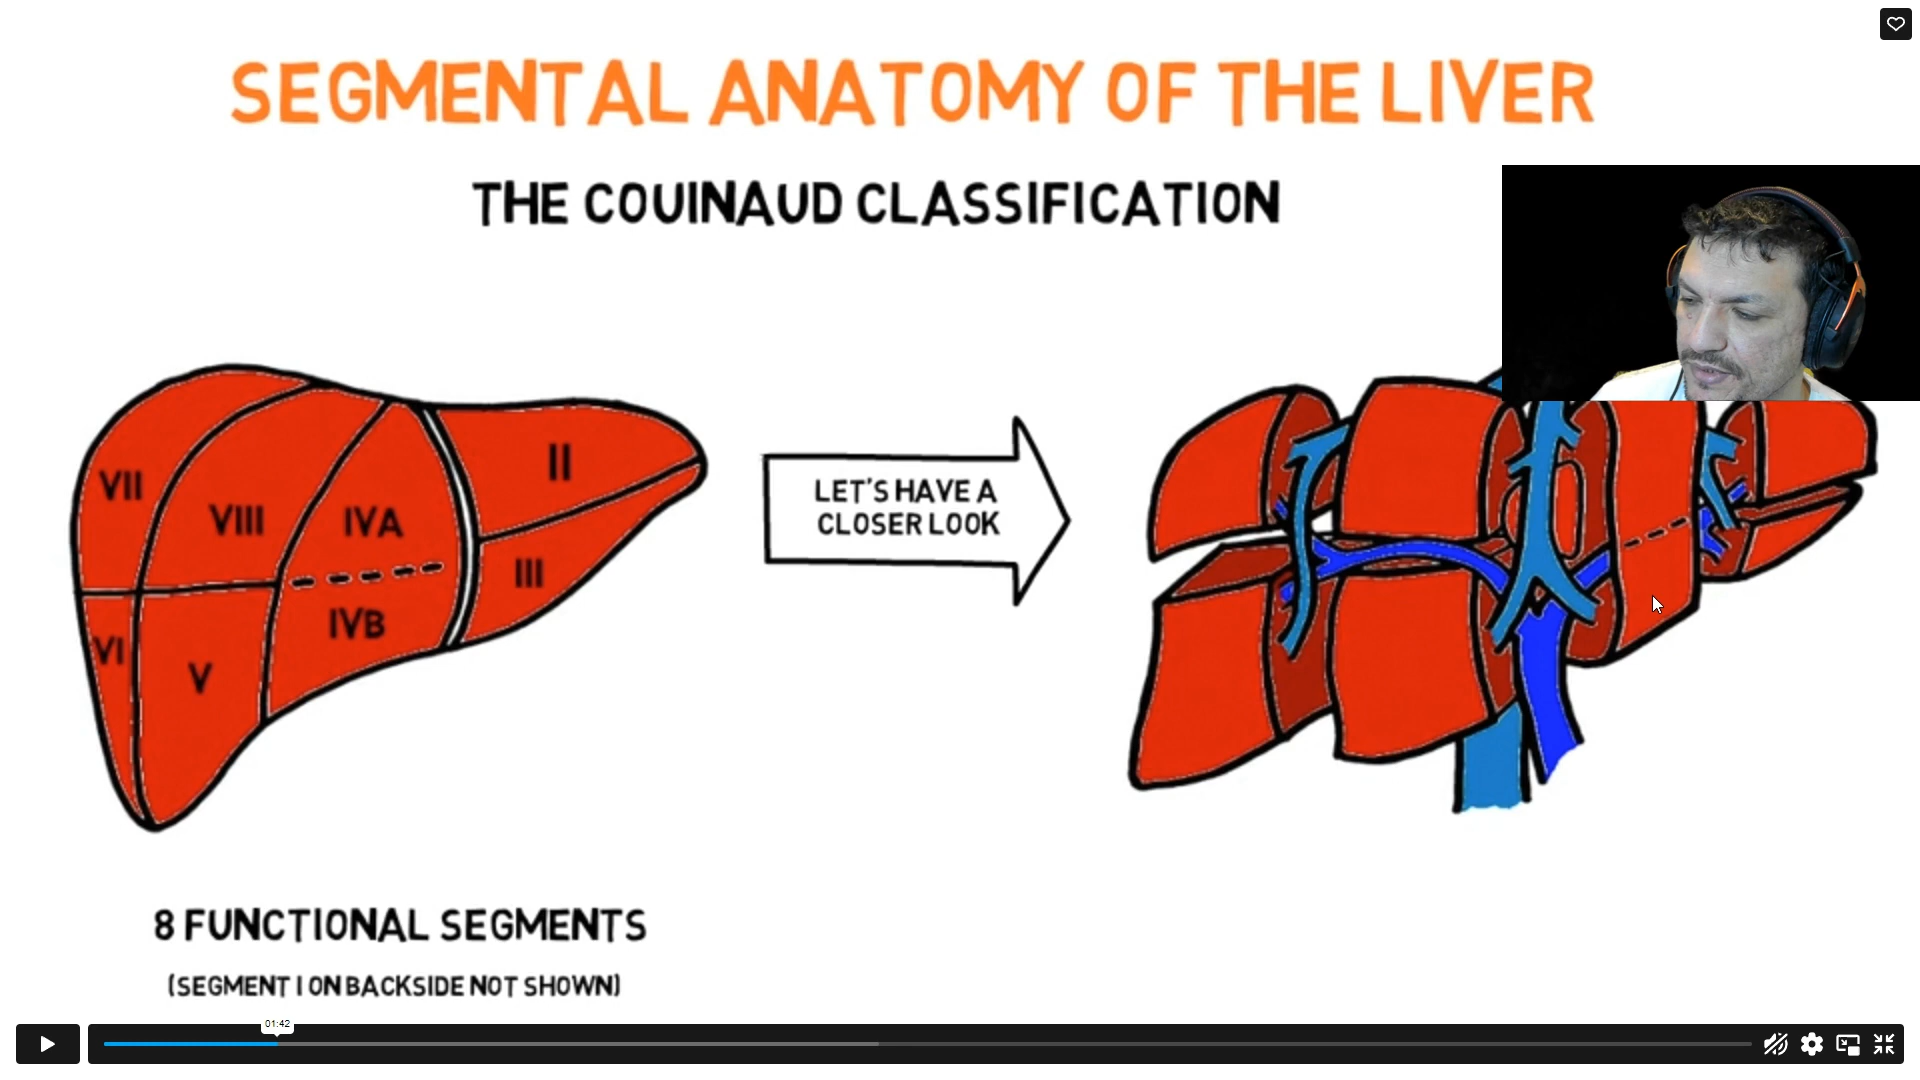 SEGMENTAL ANATOMY OF THE LIVER
THE COUINAUD CLASSIFICATION
VII
VIII
IVA
II
III
IVB
VI
V
LET'S HAVE A
CLOSER LOOK
8 FUNCTIONAL SEGMENTS
(SEGMENT I ON BACKSIDE NOT SHOWN)
01:42